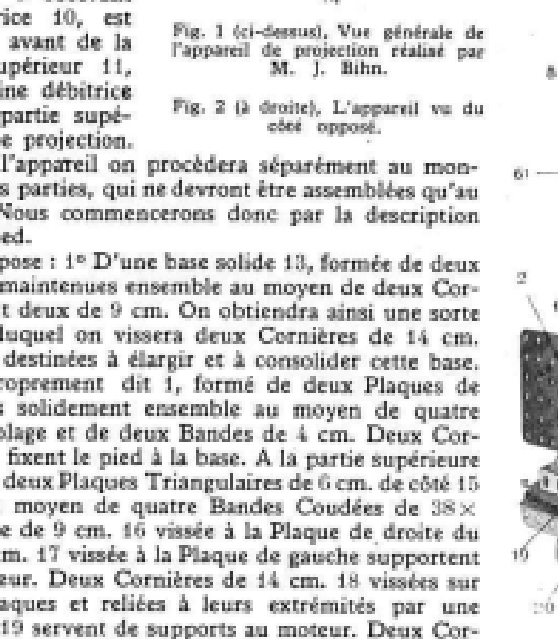 rice 10, est
avant de la
upérieur 11,
ine débitrice
partie supé-
e projection.
Fig. 1 (ci-dessus), Vue générale de
l'appareil de projection réalisé par
M. J. Bihn.
Fig. 2 (à droite), L'appareil vu du
côté opposé.
l'appareil on procèdera séparément au mon-
s parties, qui ne devront être assemblées qu'au
Nous commencerons donc par la description
ed.
pose : 1º D'une base solide 13, formée de deux
maintenues ensemble au moyen de deux Cor-
t deux de 9 cm. On obtiendra ainsi une sorte
duquel on vissera deux Cornières de 14 cm.
destinées à élargir et à consolider cette base.
roprement dit 1, formé de deux Plaques de
s solidement ensemble au moyen de quatre
olage et de deux Bandes de 4 cm. Deux Cor-
fixent le pied à la base. A la partie supérieure
deux Plaques Triangulaires de 6 cm. de côté 15
moyen de quatre Bandes Coudées de 38×
e de 9 cm. 16 vissée à la Plaque de droite du
m. 17 vissée à la Plaque de gauche supportent
eur. Deux Cornières de 14 cm. 18 vissées sur
aques et reliées à leurs extrémités par une
19 servent de supports au moteur. Deux Cor-
61
2
19